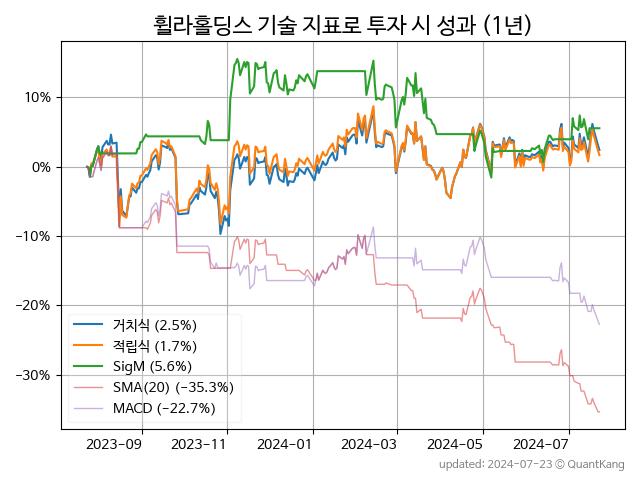 휠라홀딩스 기술 지표로 투자 시 성과 (1년)
10%
0%
−10%
−20%
−30%
거치식 (2.5%)
적립식 (1.7%)
SigM (5.6%)
SMA(20) (−35.3%)
MACD (−22.7%)
2023-09 2023-11 2024-01 2024-03 2024-05 2024-07
updated: 2024-07-23 © QuantKang